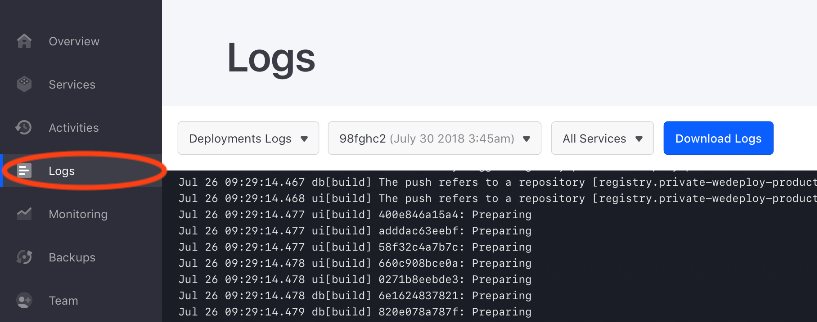 Overview
Services
Activities
Logs
Monitoring
Backups
Team
Logs
Deployments Logs
98fghc2 (July 30 2018 3:45am)
All Services
Download Logs
Jul 26 09:29:14.467 db[build] The push refers to a repository [registry.private-wedeploy-product
Jul 26 09:29:14.468 ui[build] The push refers to a repository [registry.private-wedeploy-product
Jul 26 09:29:14.477 ui[build] 400e846a15a4: Preparing
Jul 26 09:29:14.477 ui[build] adddac63eebf: Preparing
Jul 26 09:29:14.477 ui[build] 58f32c4a7b7c: Preparing
Jul 26 09:29:14.478 ui[build] 660c908bce0a: Preparing
Jul 26 09:29:14.478 ui[build] 0271b8eebde3: Preparing
Jul 26 09:29:14.478 db[build] 6e1624837821: Preparing
Jul 26 09:29:14.479 db[build] 820e078a787f: Preparing